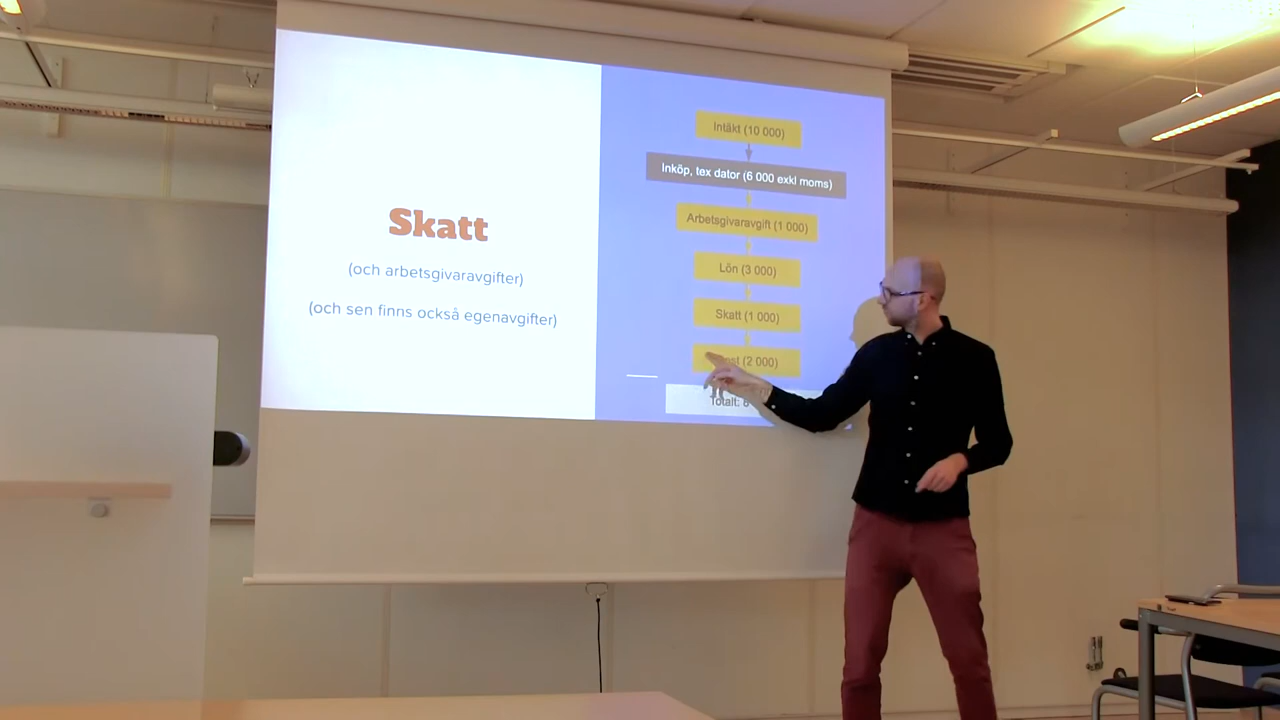 Skatt
(och arbetsgivaravgifter)
(och sen finns också egenavgifter)
Intäkt (10 000)
Inköp, tex dator (6 000 exkl moms)
Arbetsgivaravgift (1 000)
Lön (3 000)
Skatt (1 000)
(2 000)
Totalt: